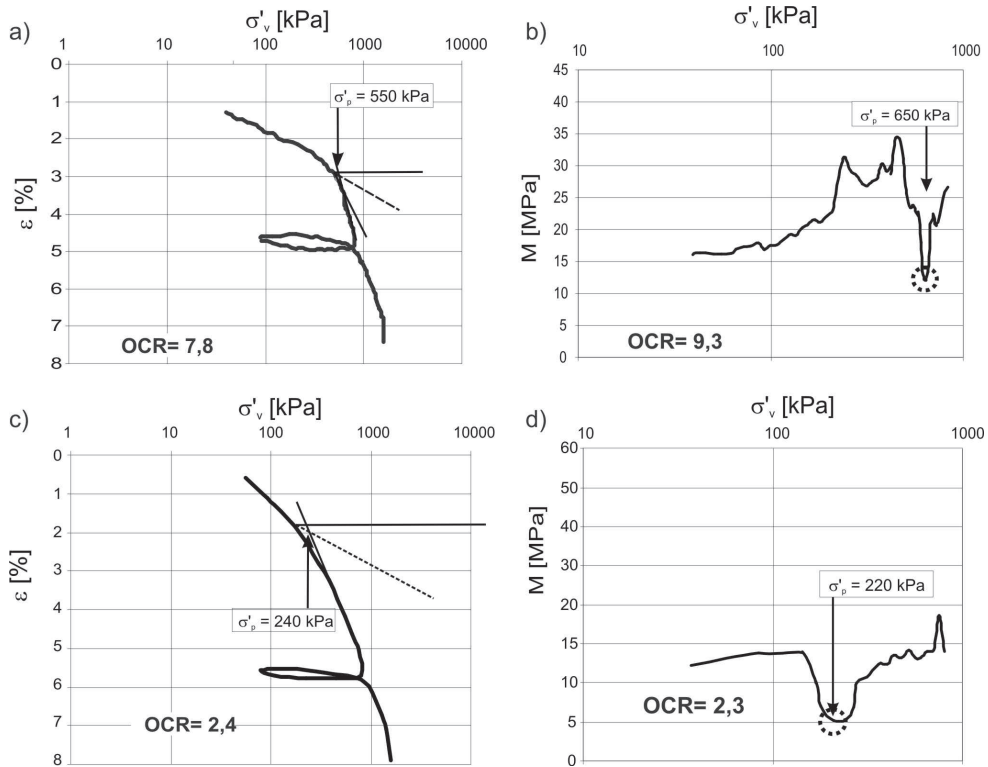 a)
σ'v [kPa]
1 10 100 1000 10000
ε [%]
0
1
2
3
4
5
6
7
8
σ'p = 550 kPa
OCR= 7,8
b)
σ'v [kPa]
10 100 1000
M [MPa]
45
40
35
30
25
20
15
10
5
0
σ'p = 650 kPa
OCR= 9,3
c)
σ'v [kPa]
1 10 100 1000 10000
ε [%]
0
1
2
3
4
5
6
7
8
σ'p = 240 kPa
OCR= 2,4
d)
σ'v [kPa]
10 100 1000
M [MPa]
60
50
40
30
20
15
10
5
0
σ'p = 220 kPa
OCR= 2,3